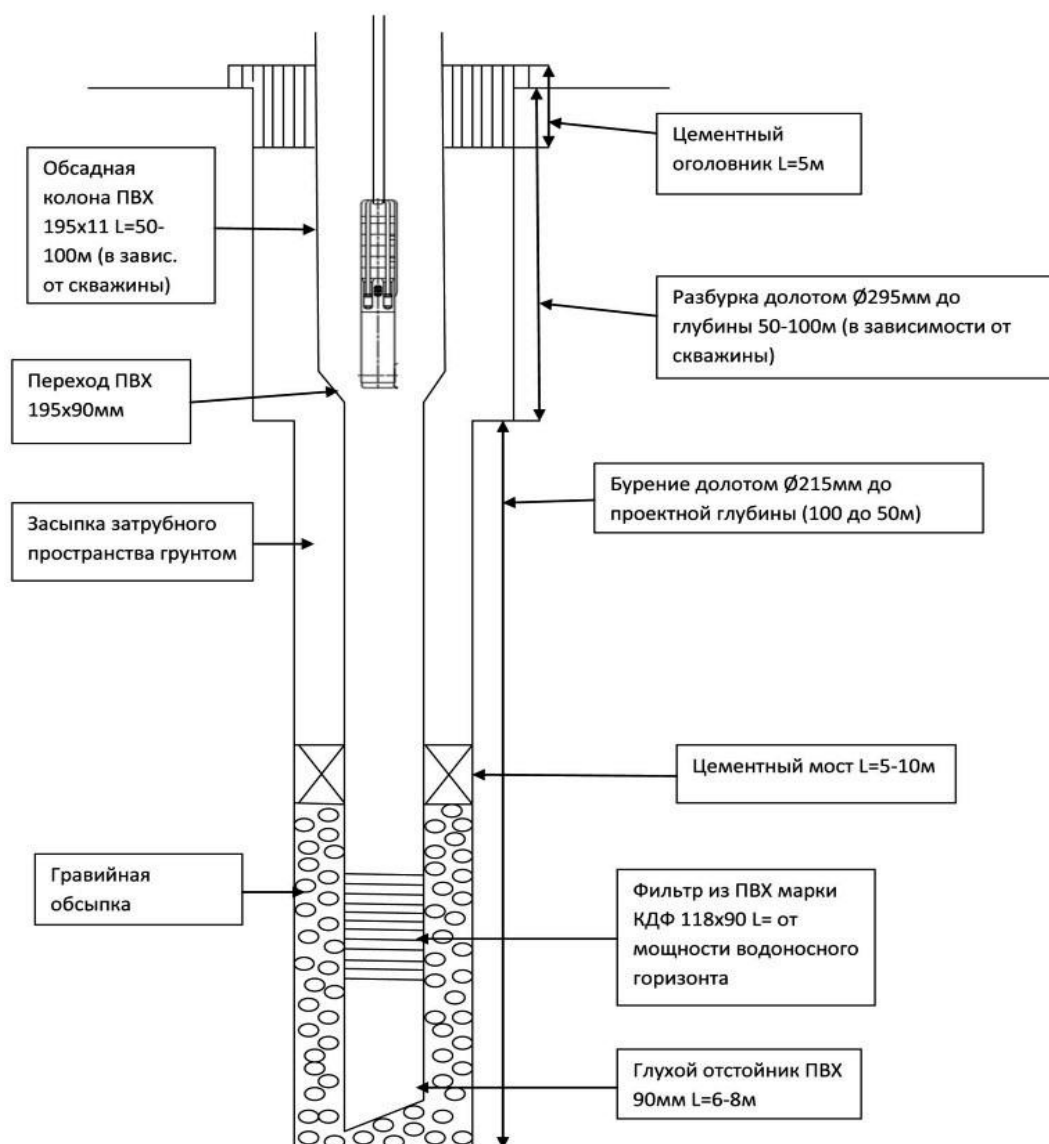 Цементный
оголовник L=5м
Обсадная
колона ПВХ
195х11 L=50-
100м (в завис.
от скважины)
Разбурка долотом Ø295мм до
глубины 50-100м (в зависимости от
скважины)
Переход ПВХ
195х90мм
Бурение долотом Ø215мм до
проектной глубины (100 до 50м)
Засыпка затрубного
пространства грунтом
Цементный мост L=5-10м
Гравийная
обсыпка
Фильтр из ПВХ марки
КДФ 118х90 L= от
мощности водоносного
горизонта
Глухой отстойник ПВХ
90мм L=6-8м